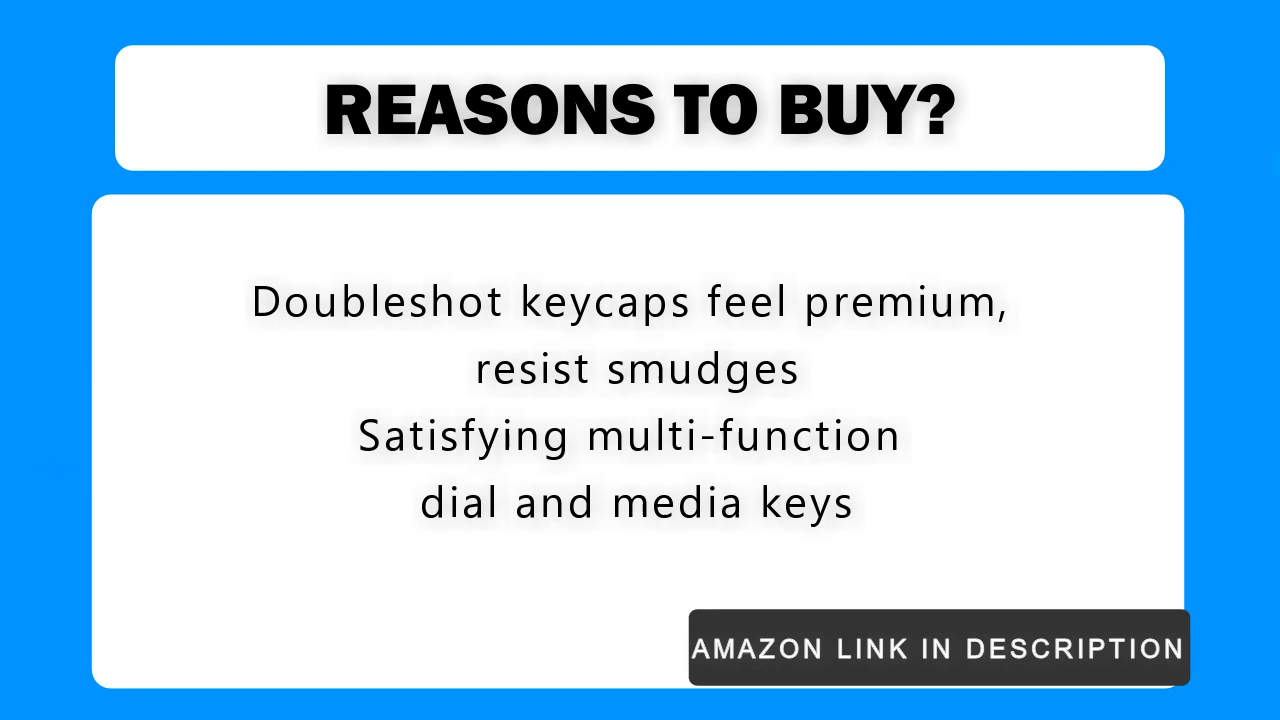 REASONS TO BUY?
Doubleshot keycaps feel premium,
resist smudges
Satisfying multi-function
dial and media keys
AMAZON LINK IN DESCRIPTION